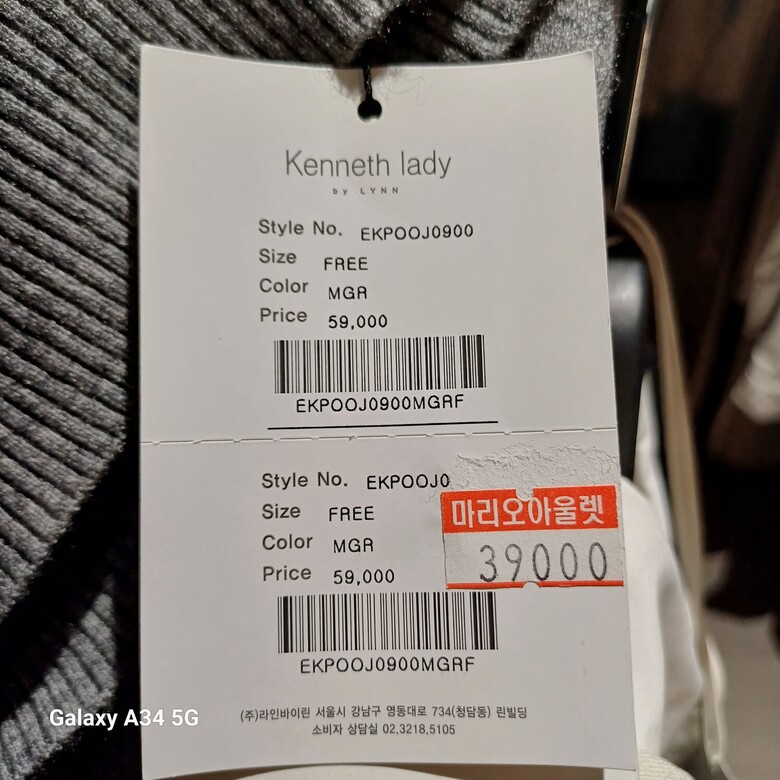 Kenneth lady
by LYNN
Style No. EKPOOJ0900
Size FREE
Color MGR
Price 59,000
EKPOOJ0900MGRF
Style No. EKPOOJ0
Size FREE
Color MGR
Price 59,000
마리오아울렛
39000
EKPOOJ0900MGRF
(주)라인바이린 서울시 강남구 영동대로 734(청담동) 린빌딩
소비자 상담실 02.3218.5105
Galaxy A34 5G